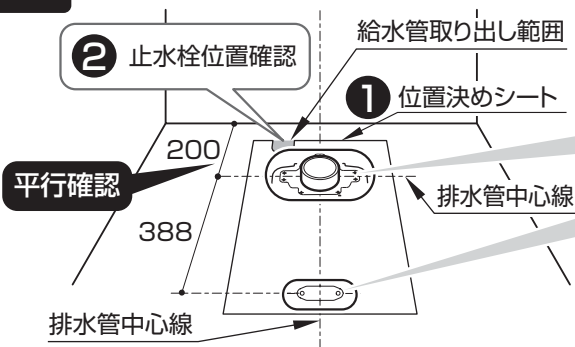 給水管取り出し範囲
❷ 止水栓位置確認
❶ 位置決めシート
200
平行確認
排水管中心線
388
排水管中心線